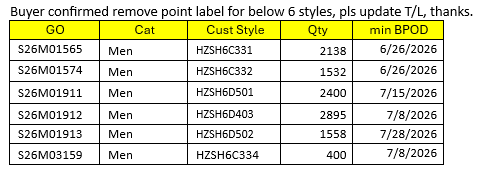 Buyer confirmed remove point label for below 6 styles, pls update T/L, thanks.
GO Cat Cust Style Qty min BPOD
S26M01565 Men HZSH6C331 2138 6/26/2026
S26M01574 Men HZSH6C332 1532 6/26/2026
S26M01911 Men HZSH6D501 2400 7/15/2026
S26M01912 Men HZSH6D403 2895 7/8/2026
S26M01913 Men HZSH6D502 1558 7/28/2026
S26M03159 Men HZSH6C334 400 7/8/2026